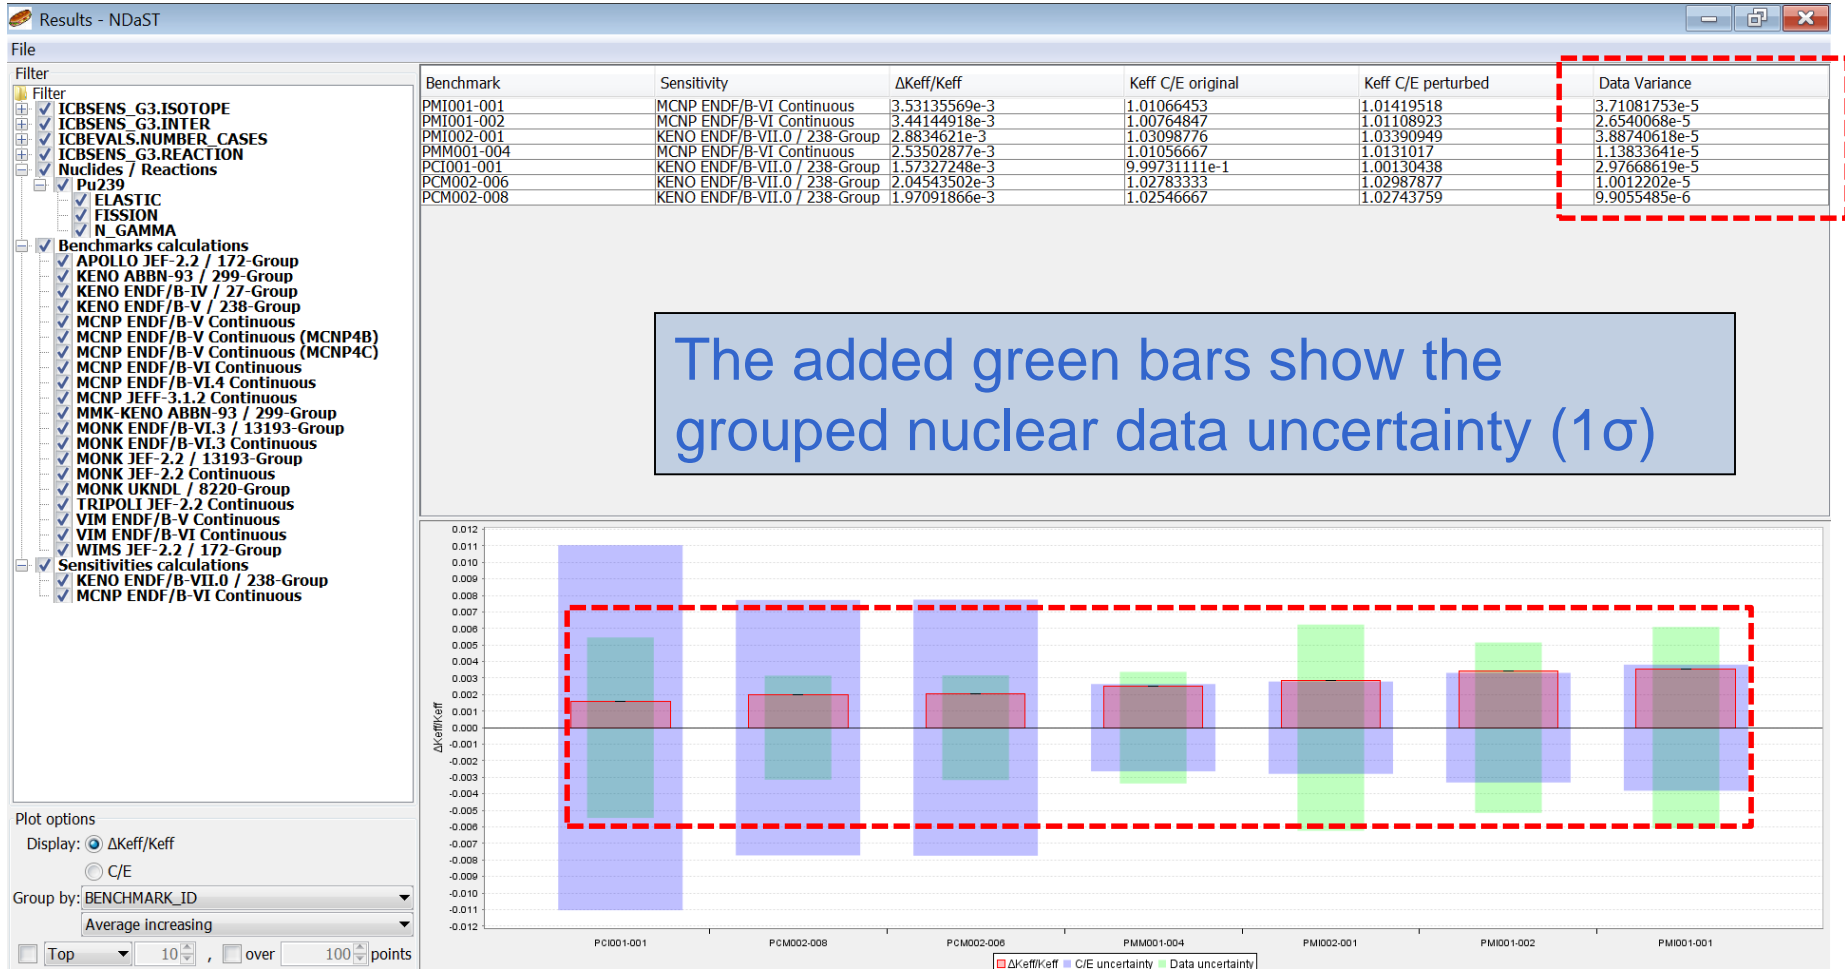 Results - NDaST
File
Filter
Filter
ICBSENS_G3.ISOTOPE
ICBSENS_G3.INTER
ICBEVALS.NUMBER_CASES
ICBSENS_G3.REACTION
Nuclides / Reactions
Pu239
ELASTIC
FISSION
N_GAMMA
Benchmarks calculations
APOLLO JEF-2.2 / 172-Group
KENO ABBN-93 / 299-Group
KENO ENDF/B-IV / 27-Group
KENO ENDF/B-V / 238-Group
MCNP ENDF/B-V Continuous
MCNP ENDF/B-V Continuous (MCNP4B)
MCNP ENDF/B-V Continuous (MCNP4C)
MCNP ENDF/B-VI Continuous
MCNP ENDF/B-VI.4 Continuous
MCNP JEFF-3.1.2 Continuous
MMK-KENO ABBN-93 / 299-Group
MONK ENDF/B-VI.3 / 13193-Group
MONK ENDF/B-VI.3 Continuous
MONK JEF-2.2 / 13193-Group
MONK JEF-2.2 Continuous
MONK UKNDL / 8220-Group
TRIPOLI JEF-2.2 Continuous
VIM ENDF/B-V Continuous
VIM ENDF/B-VI Continuous
WIMS JEF-2.2 / 172-Group
Sensitivities calculations
KENO ENDF/B-VII.0 / 238-Group
MCNP ENDF/B-VI Continuous
Plot options
Display: ΔKeff/Keff
C/E
Group by: BENCHMARK_ID
Average increasing
Top 10 , over 100 points
Benchmark Sensitivity ΔKeff/Keff Keff C/E original Keff C/E perturbed Data Variance
PMI001-001 MCNP ENDF/B-VI Continuous 3.53135569e-3 1.01066453 1.01419518 3.71081753e-5
PMI001-002 MCNP ENDF/B-VI Continuous 3.44144918e-3 1.00764847 1.01108923 2.6540068e-5
PMI002-001 KENO ENDF/B-VII.0 / 238-Group 2.8834621e-3 1.03098776 1.03390949 3.88740618e-5
PMM001-004 MCNP ENDF/B-VI Continuous 2.53502877e-3 1.01056667 1.0131017 1.13833641e-5
PCI001-001 KENO ENDF/B-VII.0 / 238-Group 1.57327248e-3 9.99731111e-1 1.00130438 2.97668619e-5
PCM002-006 KENO ENDF/B-VII.0 / 238-Group 2.04543502e-3 1.02783333 1.02987877 1.0012202e-5
PCM002-008 KENO ENDF/B-VII.0 / 238-Group 1.97091866e-3 1.02546667 1.02743759 9.9055485e-6
The added green bars show the
grouped nuclear data uncertainty (1σ)
0.012
0.011
0.010
0.009
0.008
0.007
0.006
0.005
0.004
0.003
0.002
0.001
0.000
-0.001
-0.002
-0.003
-0.004
-0.005
-0.006
-0.007
-0.008
-0.009
-0.010
-0.011
-0.012
ΔKeff/Keff
PCI001-001 PCM002-008 PCM002-006 PMM001-004 PMI002-001 PMI001-002 PMI001-001
ΔKeff/Keff C/E uncertainty Data uncertainty